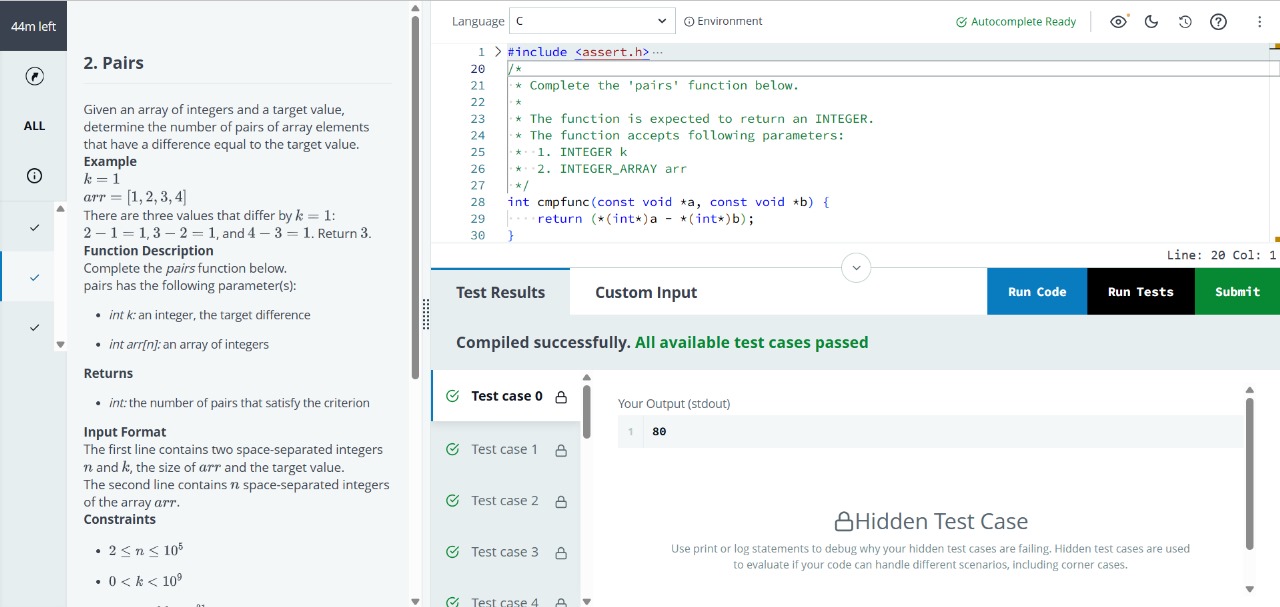 44m left
ALL
2. Pairs
Given an array of integers and a target value,
determine the number of pairs of array elements
that have a difference equal to the target value.
Example
k = 1
arr = [1, 2, 3, 4]
There are three values that differ by k = 1:
2 − 1 = 1, 3 − 2 = 1, and 4 − 3 = 1. Return 3.
Function Description
Complete the pairs function below.
pairs has the following parameter(s):
• int k: an integer, the target difference
• int arr[n]: an array of integers
Returns
• int: the number of pairs that satisfy the criterion
Input Format
The first line contains two space-separated integers
n and k, the size of arr and the target value.
The second line contains n space-separated integers
of the array arr.
Constraints
• 2 ≤ n ≤ 10⁵
• 0 < k < 10⁹
Language C Environment Autocomplete Ready
1 #include <assert.h> ···
20 /*
21 * Complete the 'pairs' function below.
22 *
23 * The function is expected to return an INTEGER.
24 * The function accepts following parameters:
25 * 1. INTEGER k
26 * 2. INTEGER_ARRAY arr
27 */
28 int cmpfunc(const void *a, const void *b) {
29 ····return (*(int*)a - *(int*)b);
30 }
Line: 20 Col: 1
Test Results Custom Input Run Code Run Tests Submit
Compiled successfully. All available test cases passed
Test case 0
Test case 1
Test case 2
Test case 3
Test case 4
Your Output (stdout)
1 80
Hidden Test Case
Use print or log statements to debug why your hidden test cases are failing. Hidden test cases are used
to evaluate if your code can handle different scenarios, including corner cases.